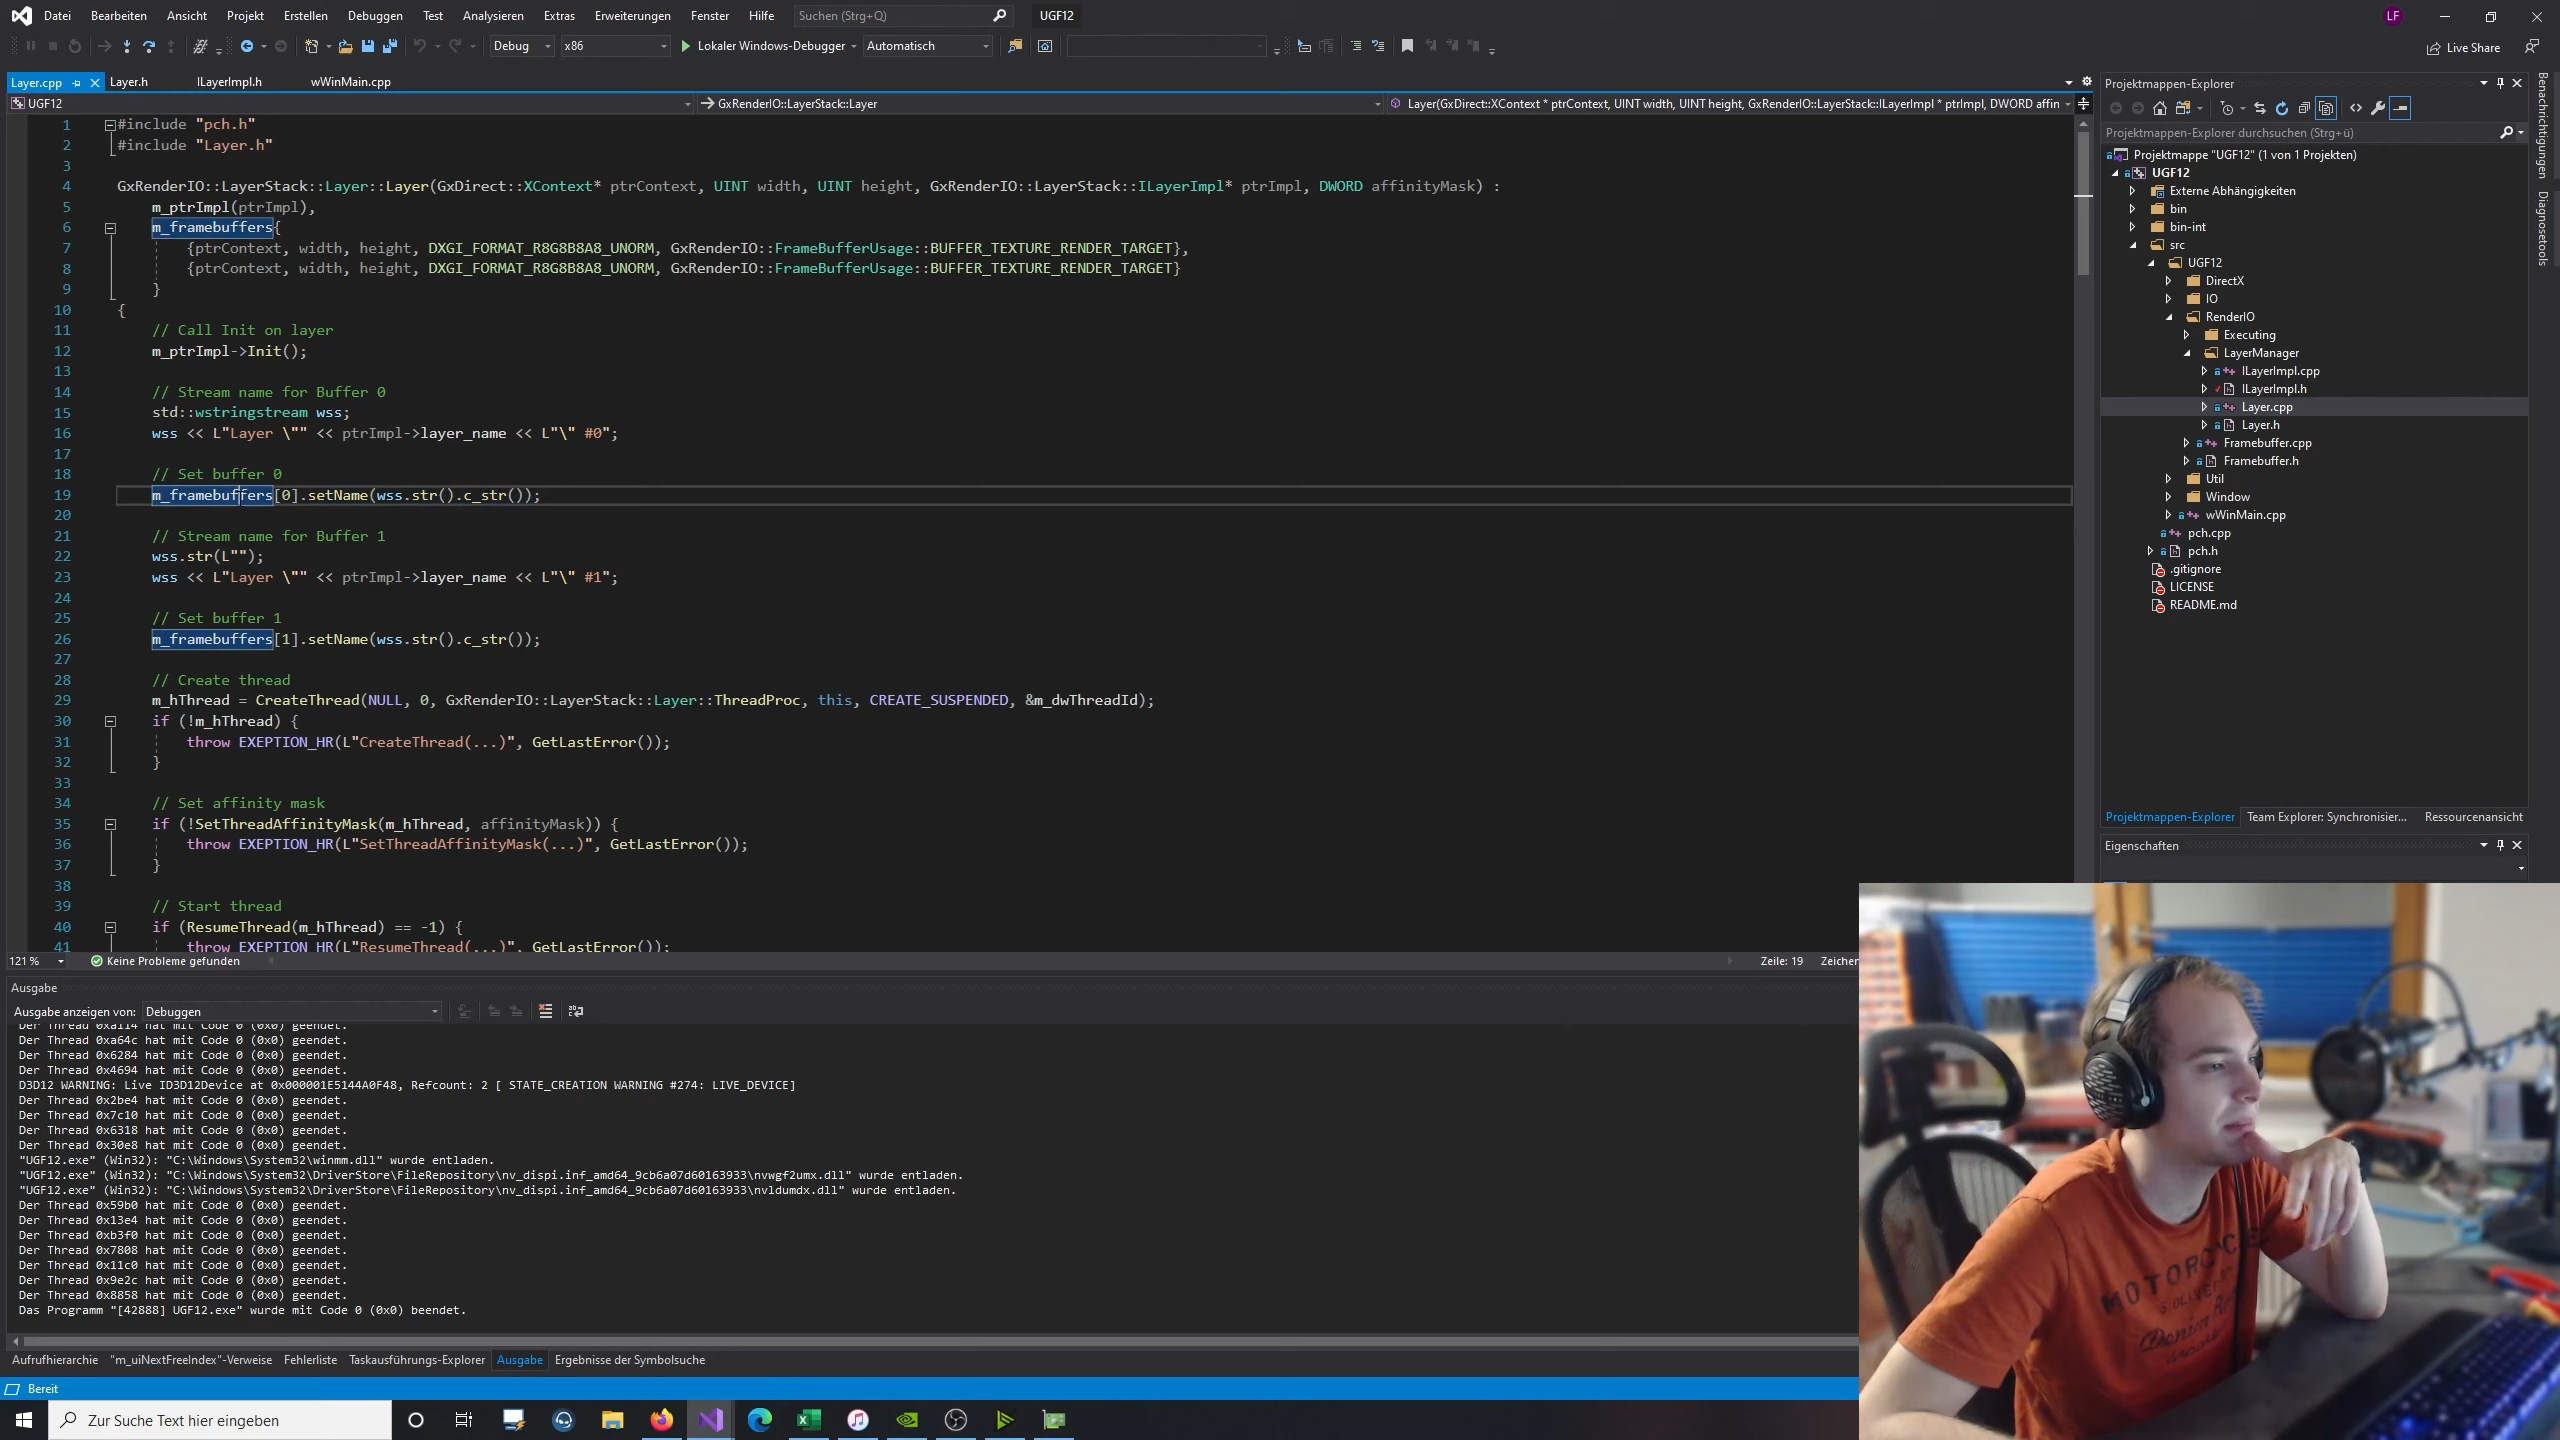 Datei Bearbeiten Ansicht Projekt Erstellen Debuggen Test Analysieren Extras Erweiterungen Fenster Hilfe Suchen (Strg+Q) UGF12 LF
Debug x86 Lokaler Windows-Debugger Automatisch Live Share
Layer.cpp Layer.h ILayerImpl.h wWinMain.cpp
UGF12 GxRenderIO::LayerStack::Layer Layer(GxDirect::XContext * ptrContext, UINT width, UINT height, GxRenderIO::LayerStack::ILayerImpl * ptrImpl, DWORD affin
1 #include "pch.h"
2 #include "Layer.h"
3
4 GxRenderIO::LayerStack::Layer::Layer(GxDirect::XContext* ptrContext, UINT width, UINT height, GxRenderIO::LayerStack::ILayerImpl* ptrImpl, DWORD affinityMask) :
5 m_ptrImpl(ptrImpl),
6 m_framebuffers{
7 {ptrContext, width, height, DXGI_FORMAT_R8G8B8A8_UNORM, GxRenderIO::FrameBufferUsage::BUFFER_TEXTURE_RENDER_TARGET},
8 {ptrContext, width, height, DXGI_FORMAT_R8G8B8A8_UNORM, GxRenderIO::FrameBufferUsage::BUFFER_TEXTURE_RENDER_TARGET}
9 }
10 {
11 // Call Init on layer
12 m_ptrImpl->Init();
13
14 // Stream name for Buffer 0
15 std::wstringstream wss;
16 wss << L"Layer \"" << ptrImpl->layer_name << L"\" #0";
17
18 // Set buffer 0
19 m_framebuffers[0].setName(wss.str().c_str());
20
21 // Stream name for Buffer 1
22 wss.str(L"");
23 wss << L"Layer \"" << ptrImpl->layer_name << L"\" #1";
24
25 // Set buffer 1
26 m_framebuffers[1].setName(wss.str().c_str());
27
28 // Create thread
29 m_hThread = CreateThread(NULL, 0, GxRenderIO::LayerStack::Layer::ThreadProc, this, CREATE_SUSPENDED, &m_dwThreadId);
30 if (!m_hThread) {
31 throw EXEPTION_HR(L"CreateThread(...)", GetLastError());
32 }
33
34 // Set affinity mask
35 if (!SetThreadAffinityMask(m_hThread, affinityMask)) {
36 throw EXEPTION_HR(L"SetThreadAffinityMask(...)", GetLastError());
37 }
38
39 // Start thread
40 if (ResumeThread(m_hThread) == -1) {
41 throw EXEPTION_HR(L"ResumeThread(...)", GetLastError());
121 % Keine Probleme gefunden Zeile: 19 Zeichen
Ausgabe
Ausgabe anzeigen von: Debuggen
Der Thread 0xa114 hat mit Code 0 (0x0) geendet.
Der Thread 0xa64c hat mit Code 0 (0x0) geendet.
Der Thread 0x6284 hat mit Code 0 (0x0) geendet.
Der Thread 0x4694 hat mit Code 0 (0x0) geendet.
D3D12 WARNING: Live ID3D12Device at 0x000001E5144A0F48, Refcount: 2 [ STATE_CREATION WARNING #274: LIVE_DEVICE]
Der Thread 0x2be4 hat mit Code 0 (0x0) geendet.
Der Thread 0x7c10 hat mit Code 0 (0x0) geendet.
Der Thread 0x6318 hat mit Code 0 (0x0) geendet.
Der Thread 0x30e8 hat mit Code 0 (0x0) geendet.
"UGF12.exe" (Win32): "C:\Windows\System32\winmm.dll" wurde entladen.
"UGF12.exe" (Win32): "C:\Windows\System32\DriverStore\FileRepository\nv_dispi.inf_amd64_9cb6a07d60163933\nvwgf2umx.dll" wurde entladen.
"UGF12.exe" (Win32): "C:\Windows\System32\DriverStore\FileRepository\nv_dispi.inf_amd64_9cb6a07d60163933\nvldumdx.dll" wurde entladen.
Der Thread 0x59b0 hat mit Code 0 (0x0) geendet.
Der Thread 0x13e4 hat mit Code 0 (0x0) geendet.
Der Thread 0xb3f0 hat mit Code 0 (0x0) geendet.
Der Thread 0x7808 hat mit Code 0 (0x0) geendet.
Der Thread 0x11c0 hat mit Code 0 (0x0) geendet.
Der Thread 0x9e2c hat mit Code 0 (0x0) geendet.
Der Thread 0x8858 hat mit Code 0 (0x0) geendet.
Das Programm "[42888] UGF12.exe" wurde mit Code 0 (0x0) beendet.
Aufrufhierarchie "m_uiNextFreeIndex"-Verweise Fehlerliste Taskausführungs-Explorer Ausgabe Ergebnisse der Symbolsuche
Bereit
Zur Suche Text hier eingeben
Projektmappen-Explorer
Projektmappen-Explorer durchsuchen (Strg+ü)
Projektmappe "UGF12" (1 von 1 Projekten)
UGF12
Externe Abhängigkeiten
bin
bin-int
src
UGF12
DirectX
IO
RenderIO
Executing
LayerManager
ILayerImpl.cpp
ILayerImpl.h
Layer.cpp
Layer.h
Framebuffer.cpp
Framebuffer.h
Util
Window
wWinMain.cpp
pch.cpp
pch.h
.gitignore
LICENSE
README.md
Projektmappen-Explorer Team Explorer: Synchronisier... Ressourcenansicht
Eigenschaften
Benachrichtigungen
Diagnosetools